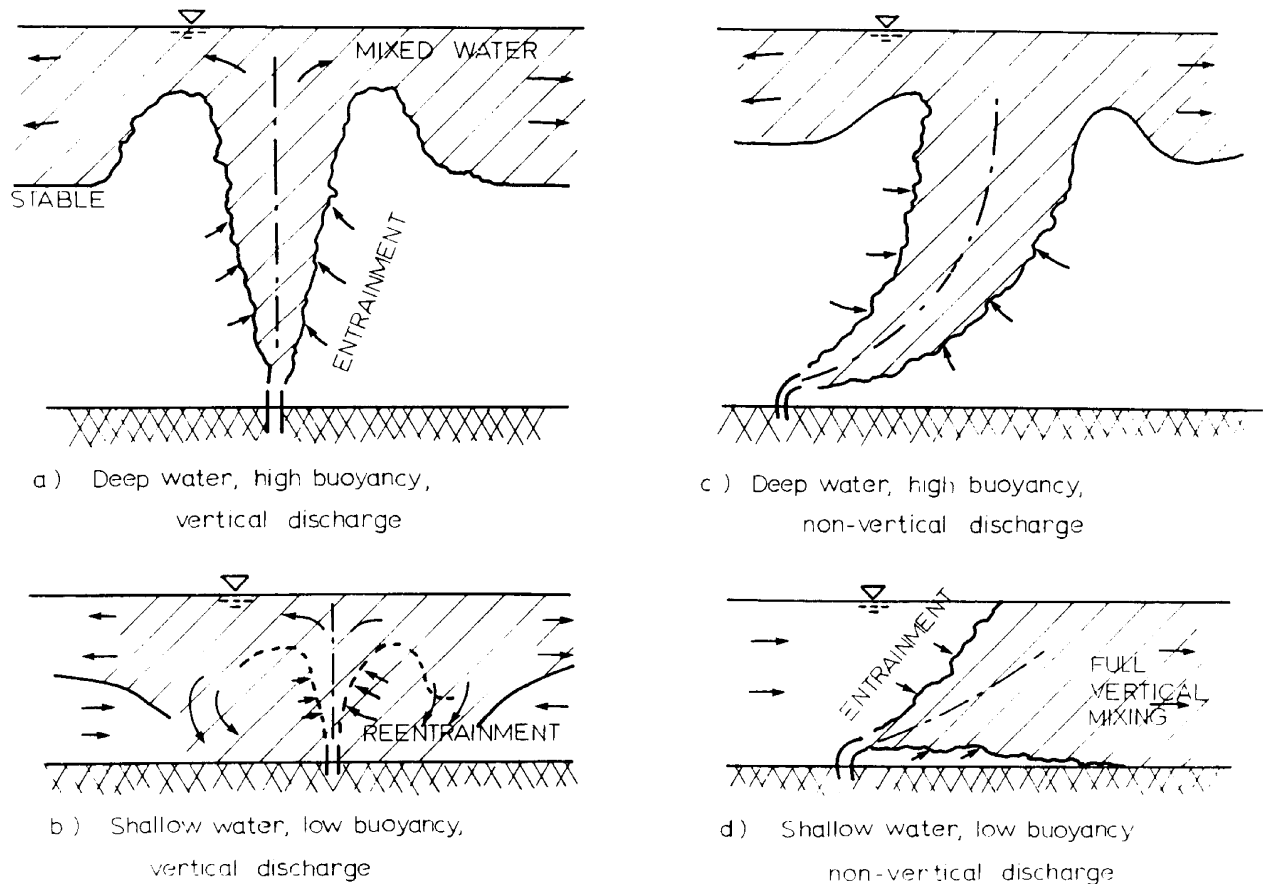 MIXED WATER
STABLE
ENTRAINMENT
a) Deep water, high buoyancy,
vertical discharge
c) Deep water, high buoyancy,
non-vertical discharge
REENTRAINMENT
b) Shallow water, low buoyancy,
vertical discharge
ENTRAINMENT
FULL
VERTICAL
MIXING
d) Shallow water, low buoyancy
non-vertical discharge